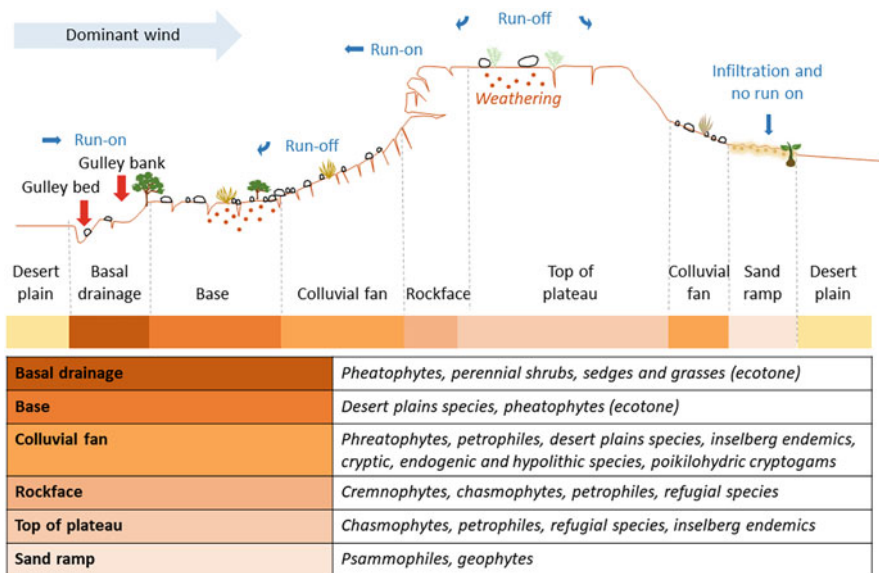 Dominant wind
Run-off
Run-on
Weathering
Infiltration and
no run on
Run-on
Run-off
Gulley bank
Gulley bed
Desert
plain
Basal
drainage
Base
Colluvial fan
Rockface
Top of
plateau
Colluvial
fan
Sand
ramp
Desert
plain
Basal drainage
Pheatophytes, perennial shrubs, sedges and grasses (ecotone)
Base
Desert plains species, pheatophytes (ecotone)
Colluvial fan
Phreatophytes, petrophiles, desert plains species, inselberg endemics,
cryptic, endogenic and hypolithic species, poikilohydric cryptogams
Rockface
Cremnophytes, chasmophytes, petrophiles, refugial species
Top of plateau
Chasmophytes, petrophiles, refugial species, inselberg endemics
Sand ramp
Psammophiles, geophytes